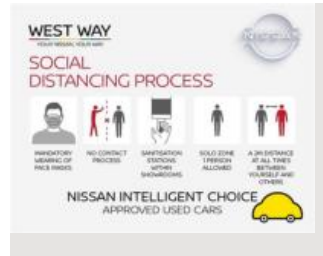 WEST WAY
YOUR NISSAN, YOUR WAY
NISSAN
SOCIAL
DISTANCING PROCESS
MANDATORY
WEARING OF
FACE MASKS
NO CONTACT
PROCESS
SANITISATION
STATIONS
WITHIN
SHOWROOMS
SOLO ZONE
1 PERSON
ALLOWED
A 2M DISTANCE
AT ALL TIMES
BETWEEN
YOURSELF AND
OTHERS
NISSAN INTELLIGENT CHOICE
APPROVED USED CARS